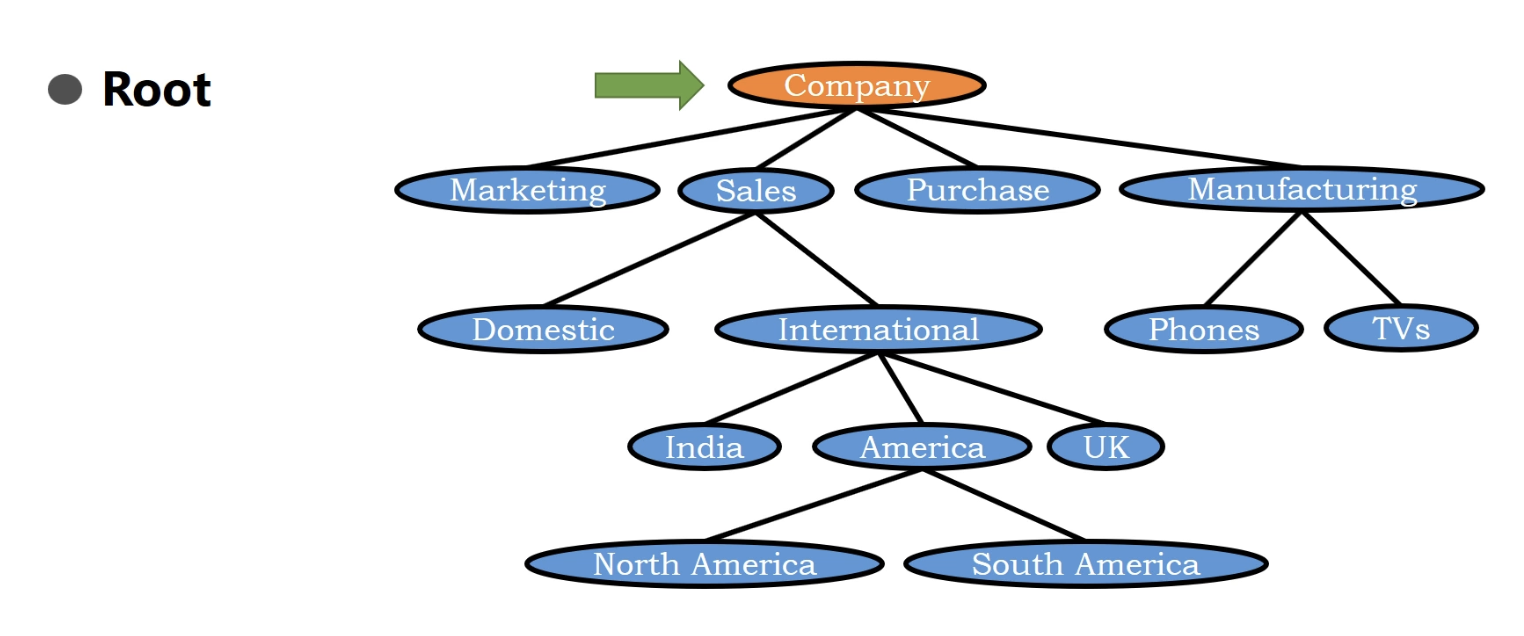 Root
Company
Marketing Sales Purchase Manufacturing
Domestic International Phones TVs
India America UK
North America South America